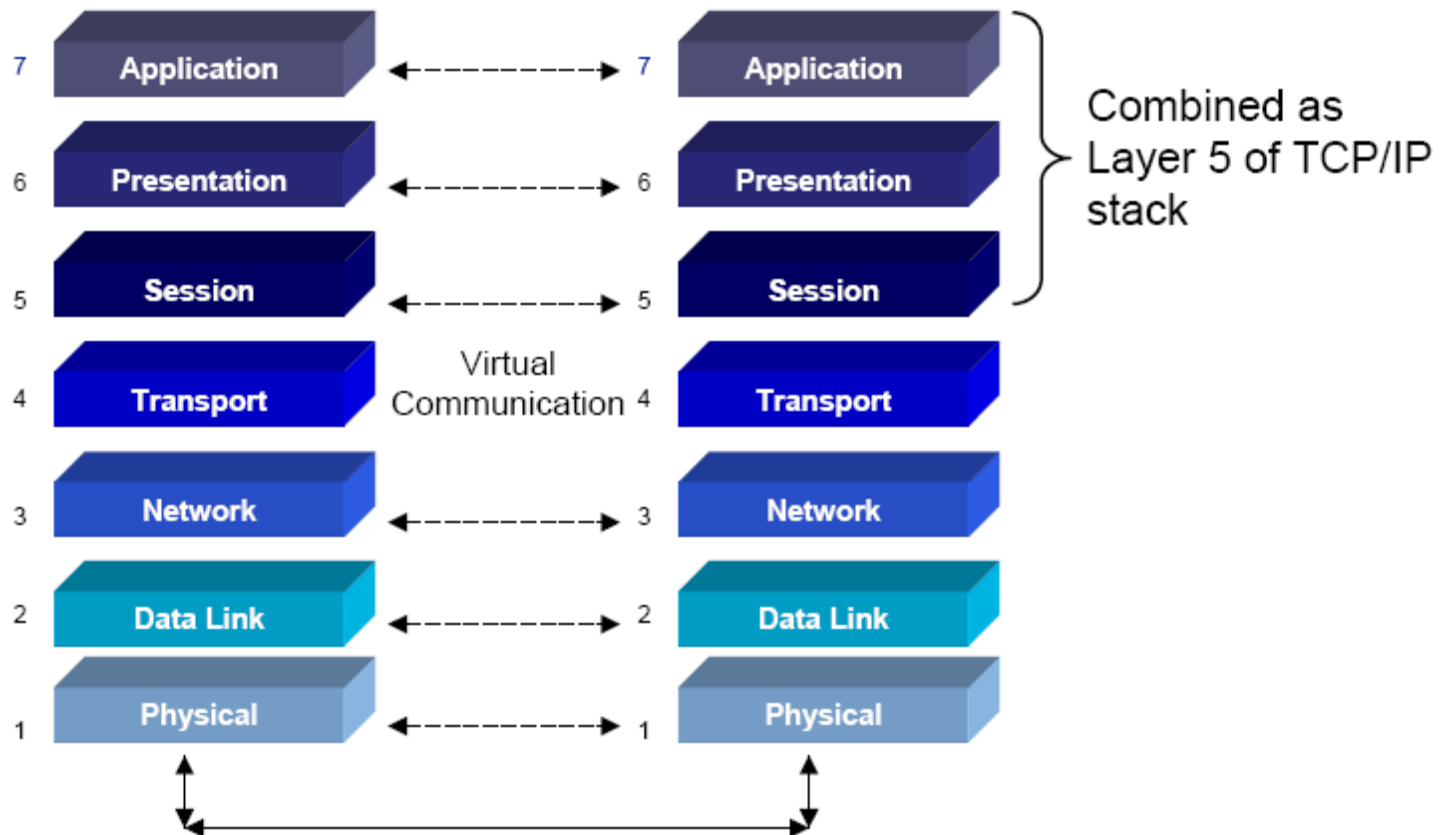 7 Application 7 Application
6 Presentation 6 Presentation
5 Session 5 Session
Combined as
Layer 5 of TCP/IP
stack
Virtual
Communication
4 Transport 4 Transport
3 Network 3 Network
2 Data Link 2 Data Link
1 Physical 1 Physical